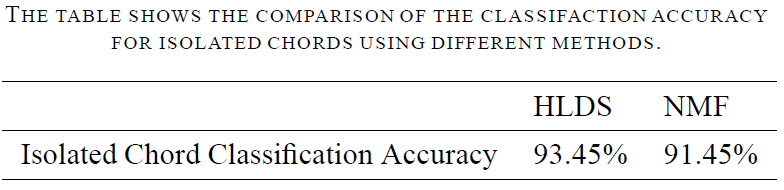 THE TABLE SHOWS THE COMPARISON OF THE CLASSIFACTION ACCURACY
FOR ISOLATED CHORDS USING DIFFERENT METHODS.
HLDS NMF
Isolated Chord Classification Accuracy 93.45% 91.45%